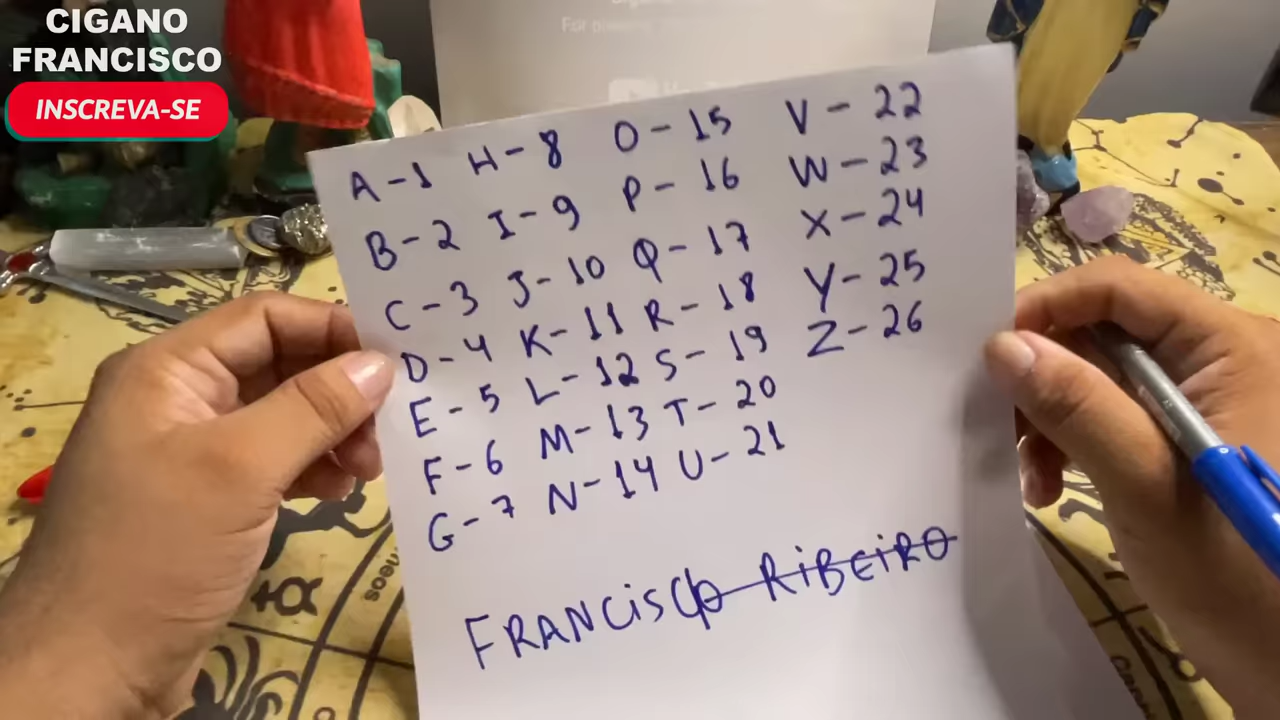 CIGANO
FRANCISCO
INSCREVA-SE
For
A-1 H-8 O-15 V-22
B-2 I-9 P-16 W-23
C-3 J-10 Q-17 X-24
D-4 K-11 R-18 Y-25
E-5 L-12 S-19 Z-26
F-6 M-13 T-20
G-7 N-14 U-21
FRANCISCO RiBEiRO